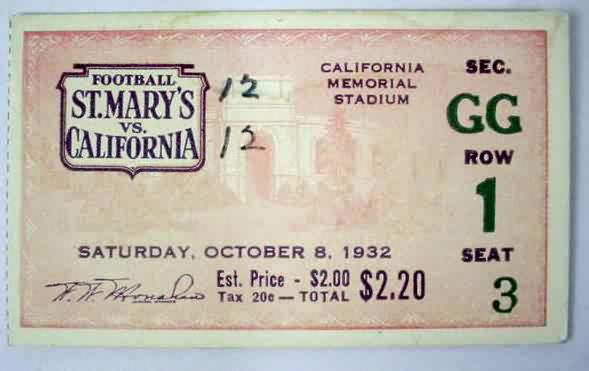 FOOTBALL
ST. MARY'S
VS.
CALIFORNIA
12
12
CALIFORNIA
MEMORIAL
STADIUM
SEC.
GG
ROW
1
SEAT
3
SATURDAY, OCTOBER 8, 1932
W. W. Monahan
Est. Price - $2.00
Tax 20c — TOTAL $2.20